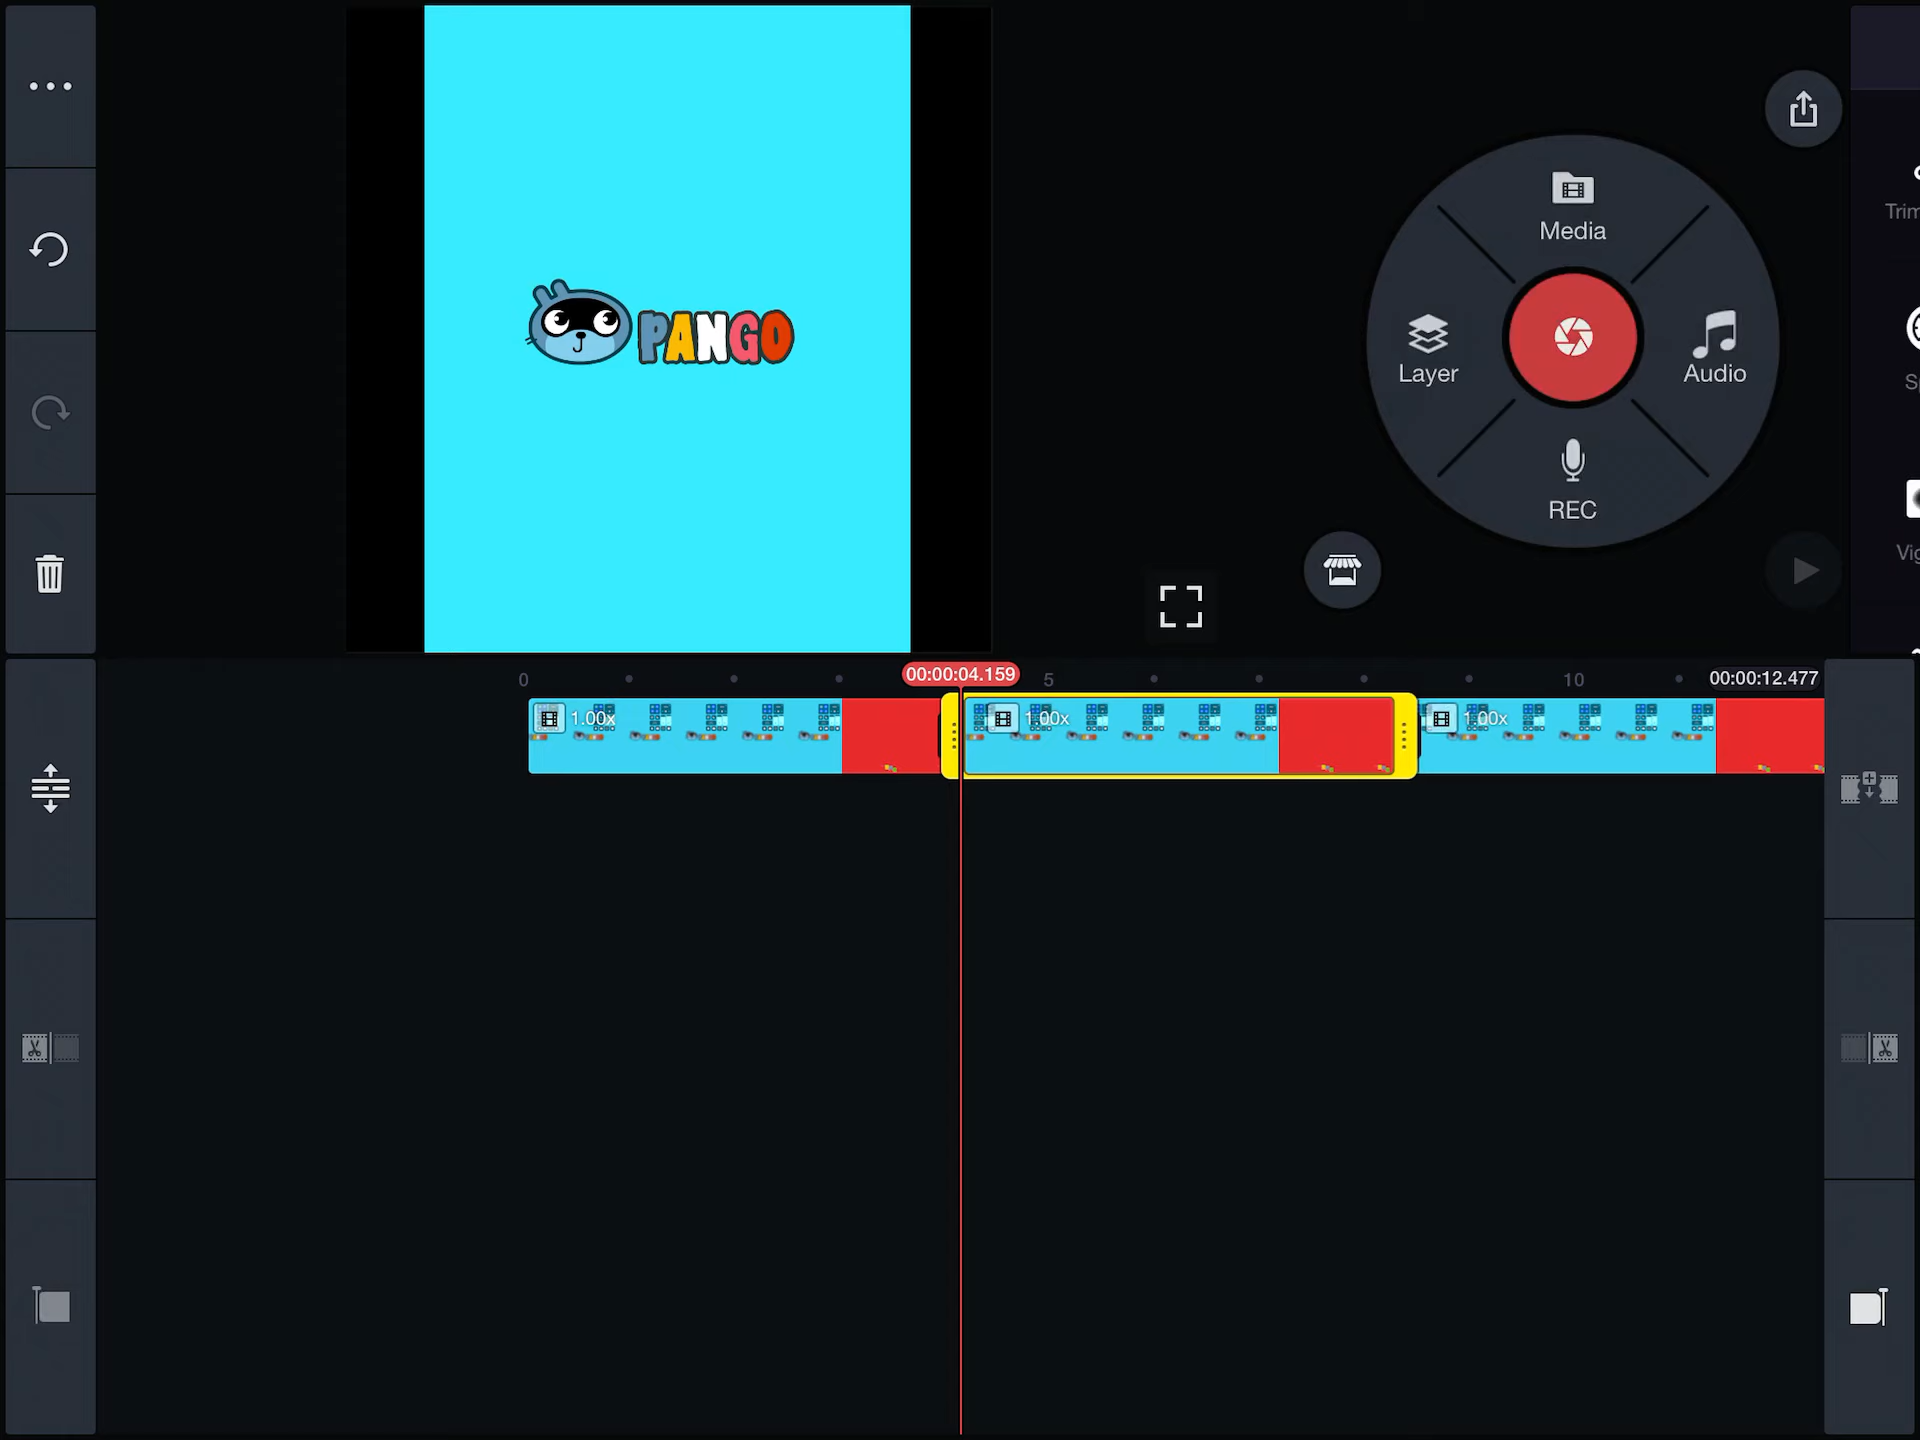 Media
Layer
Audio
REC
PANGO
Trim
00:00:04.159
0
5
10
00:00:12.477
1.00x
1.00x
1.00x